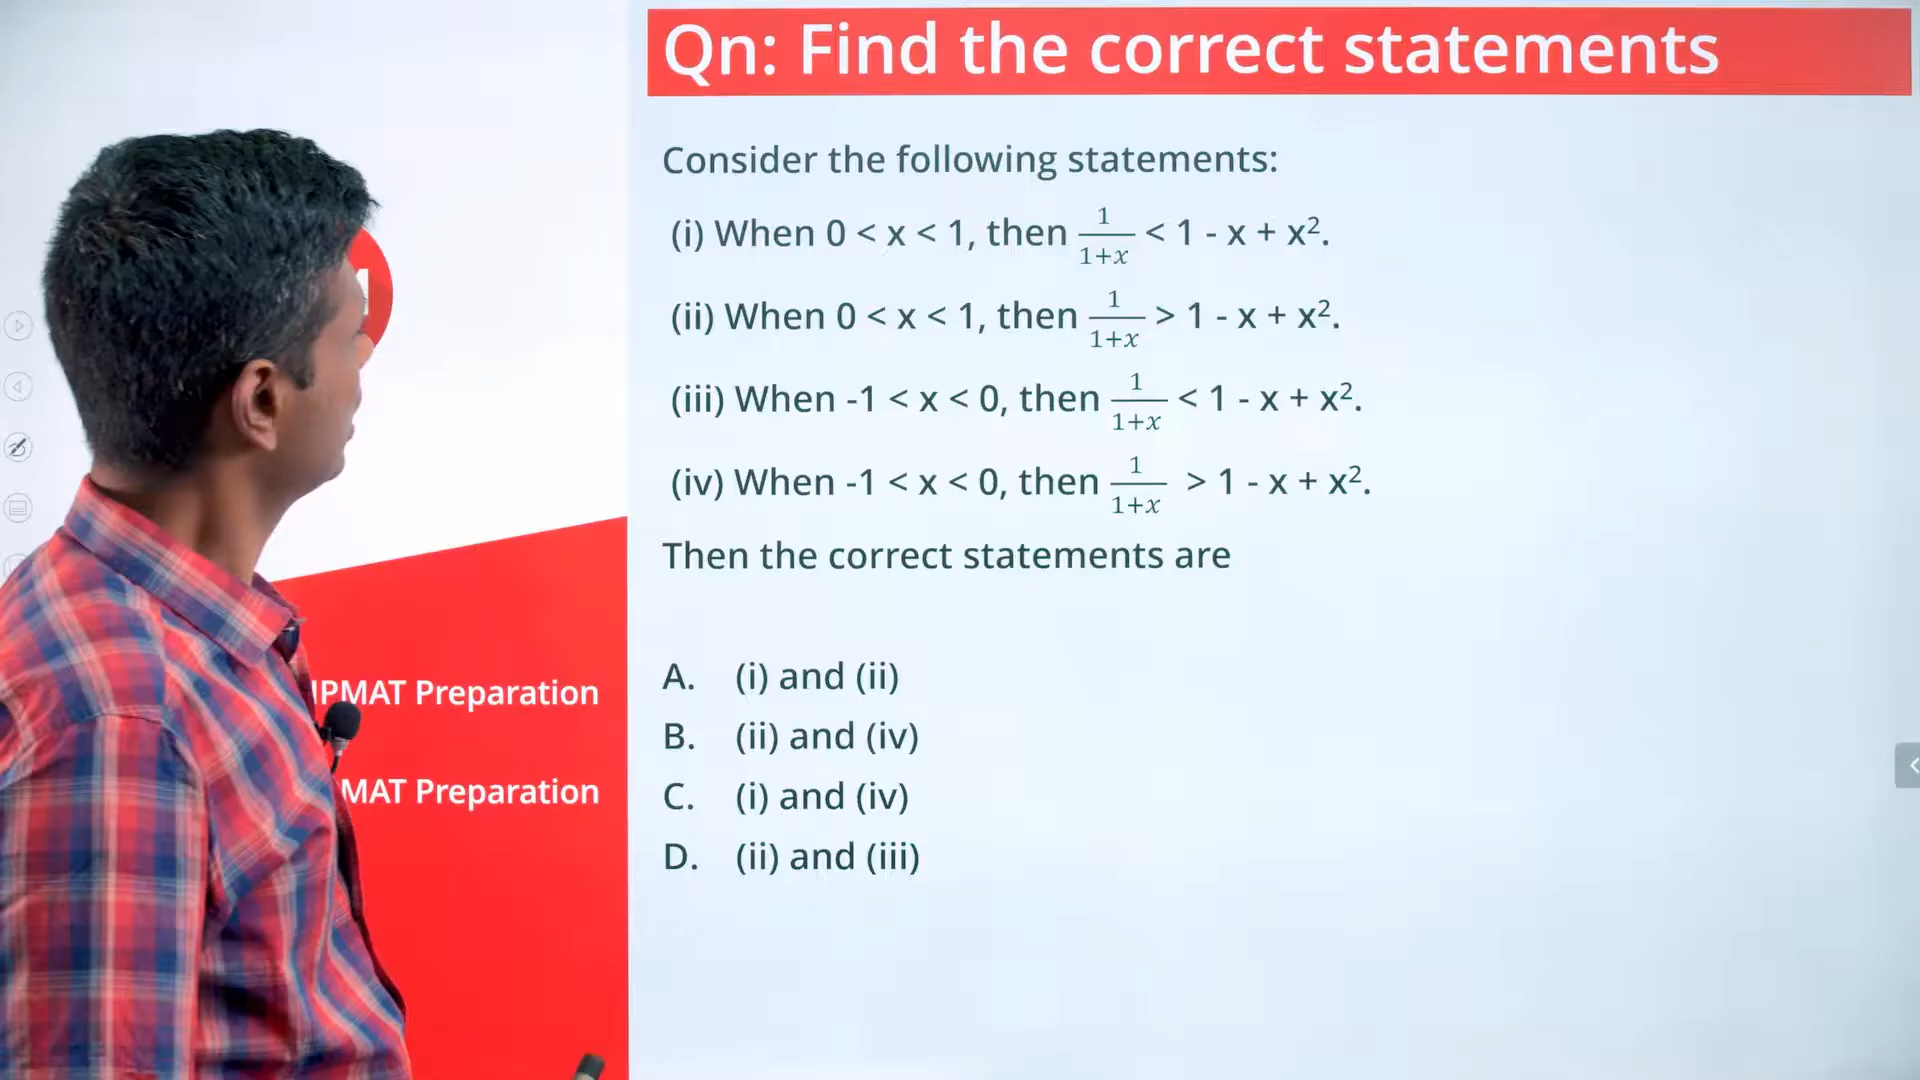 Qn: Find the correct statements
Consider the following statements:
(i) When 0 < x < 1, then 1/(1+x) < 1 - x + x².
(ii) When 0 < x < 1, then 1/(1+x) > 1 - x + x².
(iii) When -1 < x < 0, then 1/(1+x) < 1 - x + x².
(iv) When -1 < x < 0, then 1/(1+x) > 1 - x + x².
Then the correct statements are
A. (i) and (ii)
B. (ii) and (iv)
C. (i) and (iv)
D. (ii) and (iii)
IPMAT Preparation
MAT Preparation